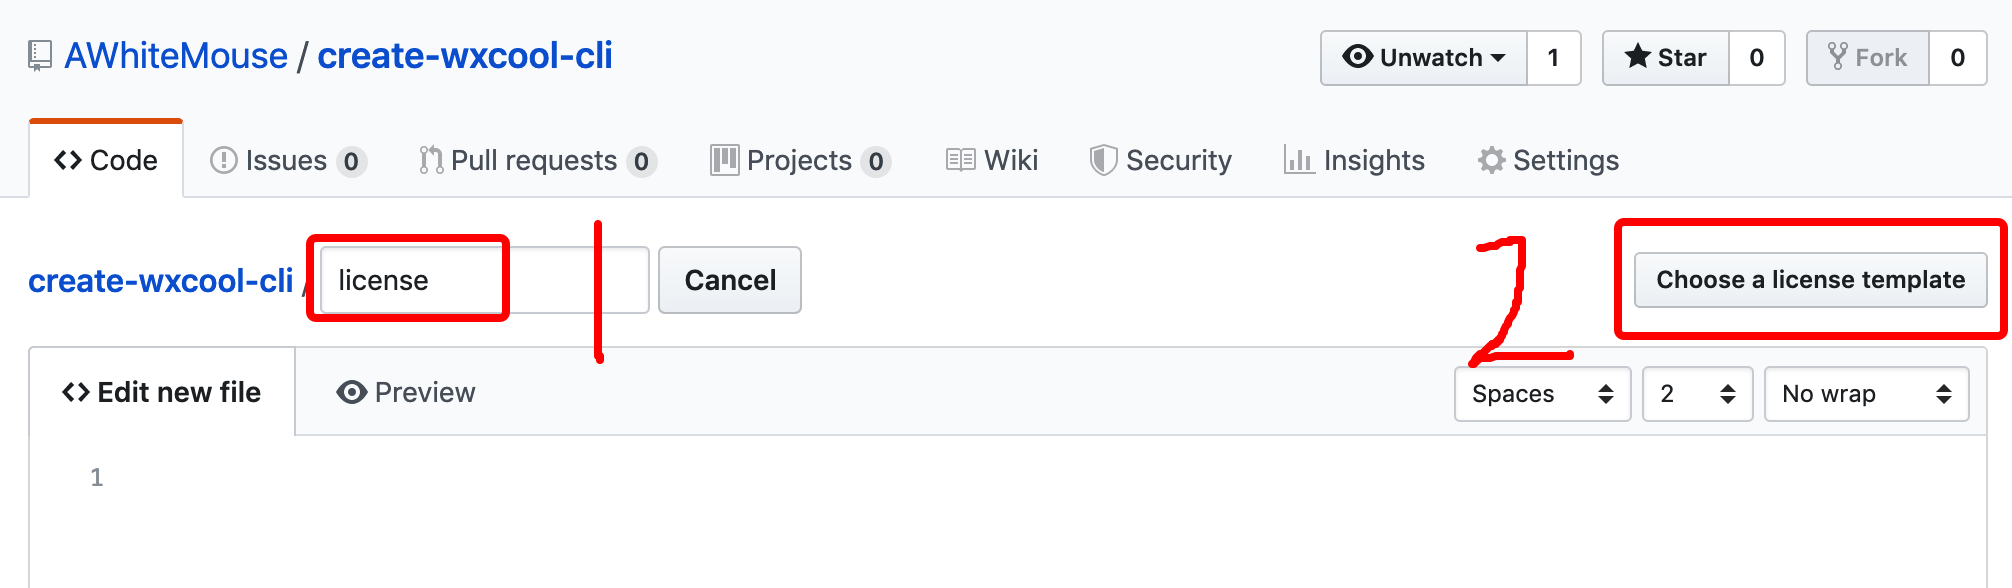 AWhiteMouse / create-wxcool-cli Unwatch 1 Star 0 Fork 0
Code Issues 0 Pull requests 0 Projects 0 Wiki Security Insights Settings
create-wxcool-cli / license Cancel 1 2 Choose a license template
Edit new file Preview Spaces 2 No wrap
1